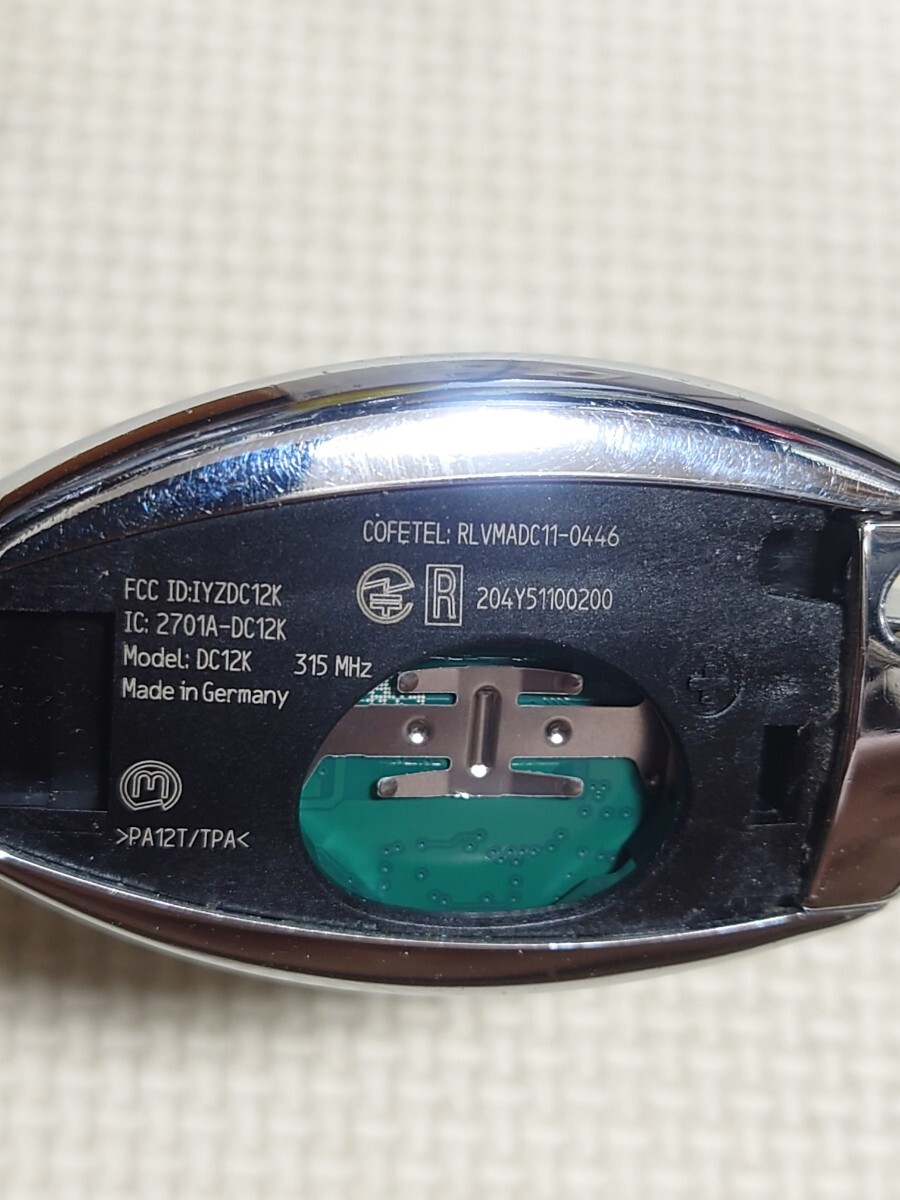 COFETEL: RLVMADC11-0446
R 204Y51100200
FCC ID:IYZDC12K
IC: 2701A-DC12K
Model: DC12K 315 MHz
Made in Germany
m
>PA12T/TPA<
+